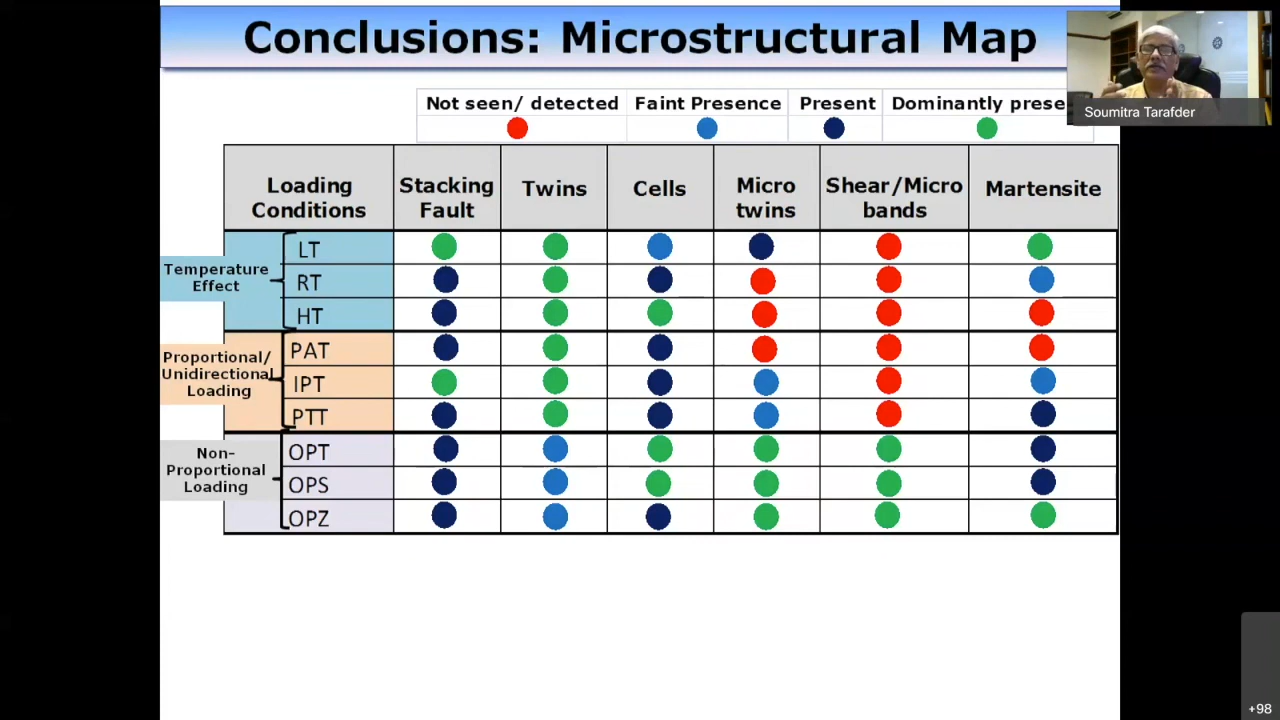 Conclusions: Microstructural Map
Soumitra Tarafder
Not seen/ detected Faint Presence Present Dominantly
Loading Conditions
Stacking Fault
Twins
Cells
Micro twins
Shear/Micro bands
Martensite
Temperature Effect
LT
RT
HT
Proportional/
Unidirectional
Loading
PAT
IPT
PTT
Non-
Proportional
Loading
OPT
OPS
OPZ
+98